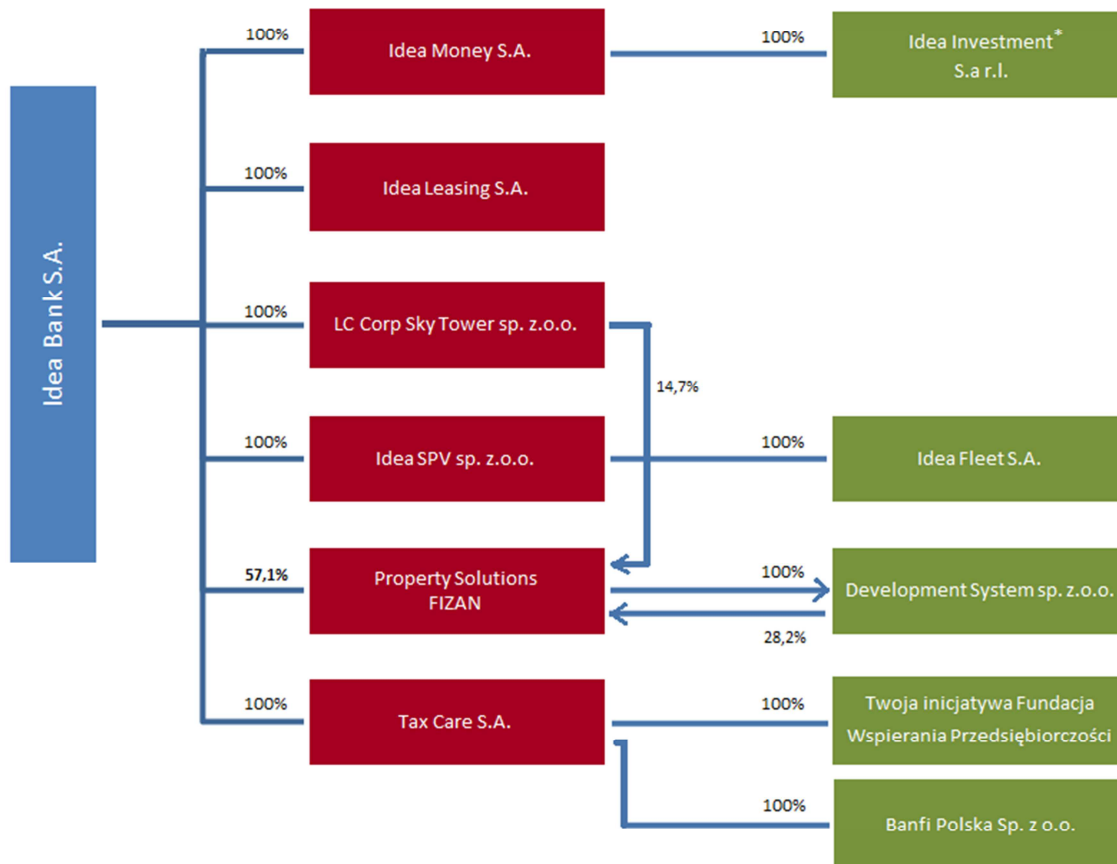 Idea Bank S.A.
100%
Idea Money S.A.
100%
Idea Investment*
S.a r.l.
100%
Idea Leasing S.A.
100%
LC Corp Sky Tower sp. z.o.o.
14,7%
100%
Idea SPV sp. z.o.o.
100%
Idea Fleet S.A.
57,1%
Property Solutions
FIZAN
100%
Development System sp. z.o.o.
28,2%
100%
Tax Care S.A.
100%
Twoja inicjatywa Fundacja
Wspierania Przedsiębiorczości
100%
Banfi Polska Sp. z o.o.